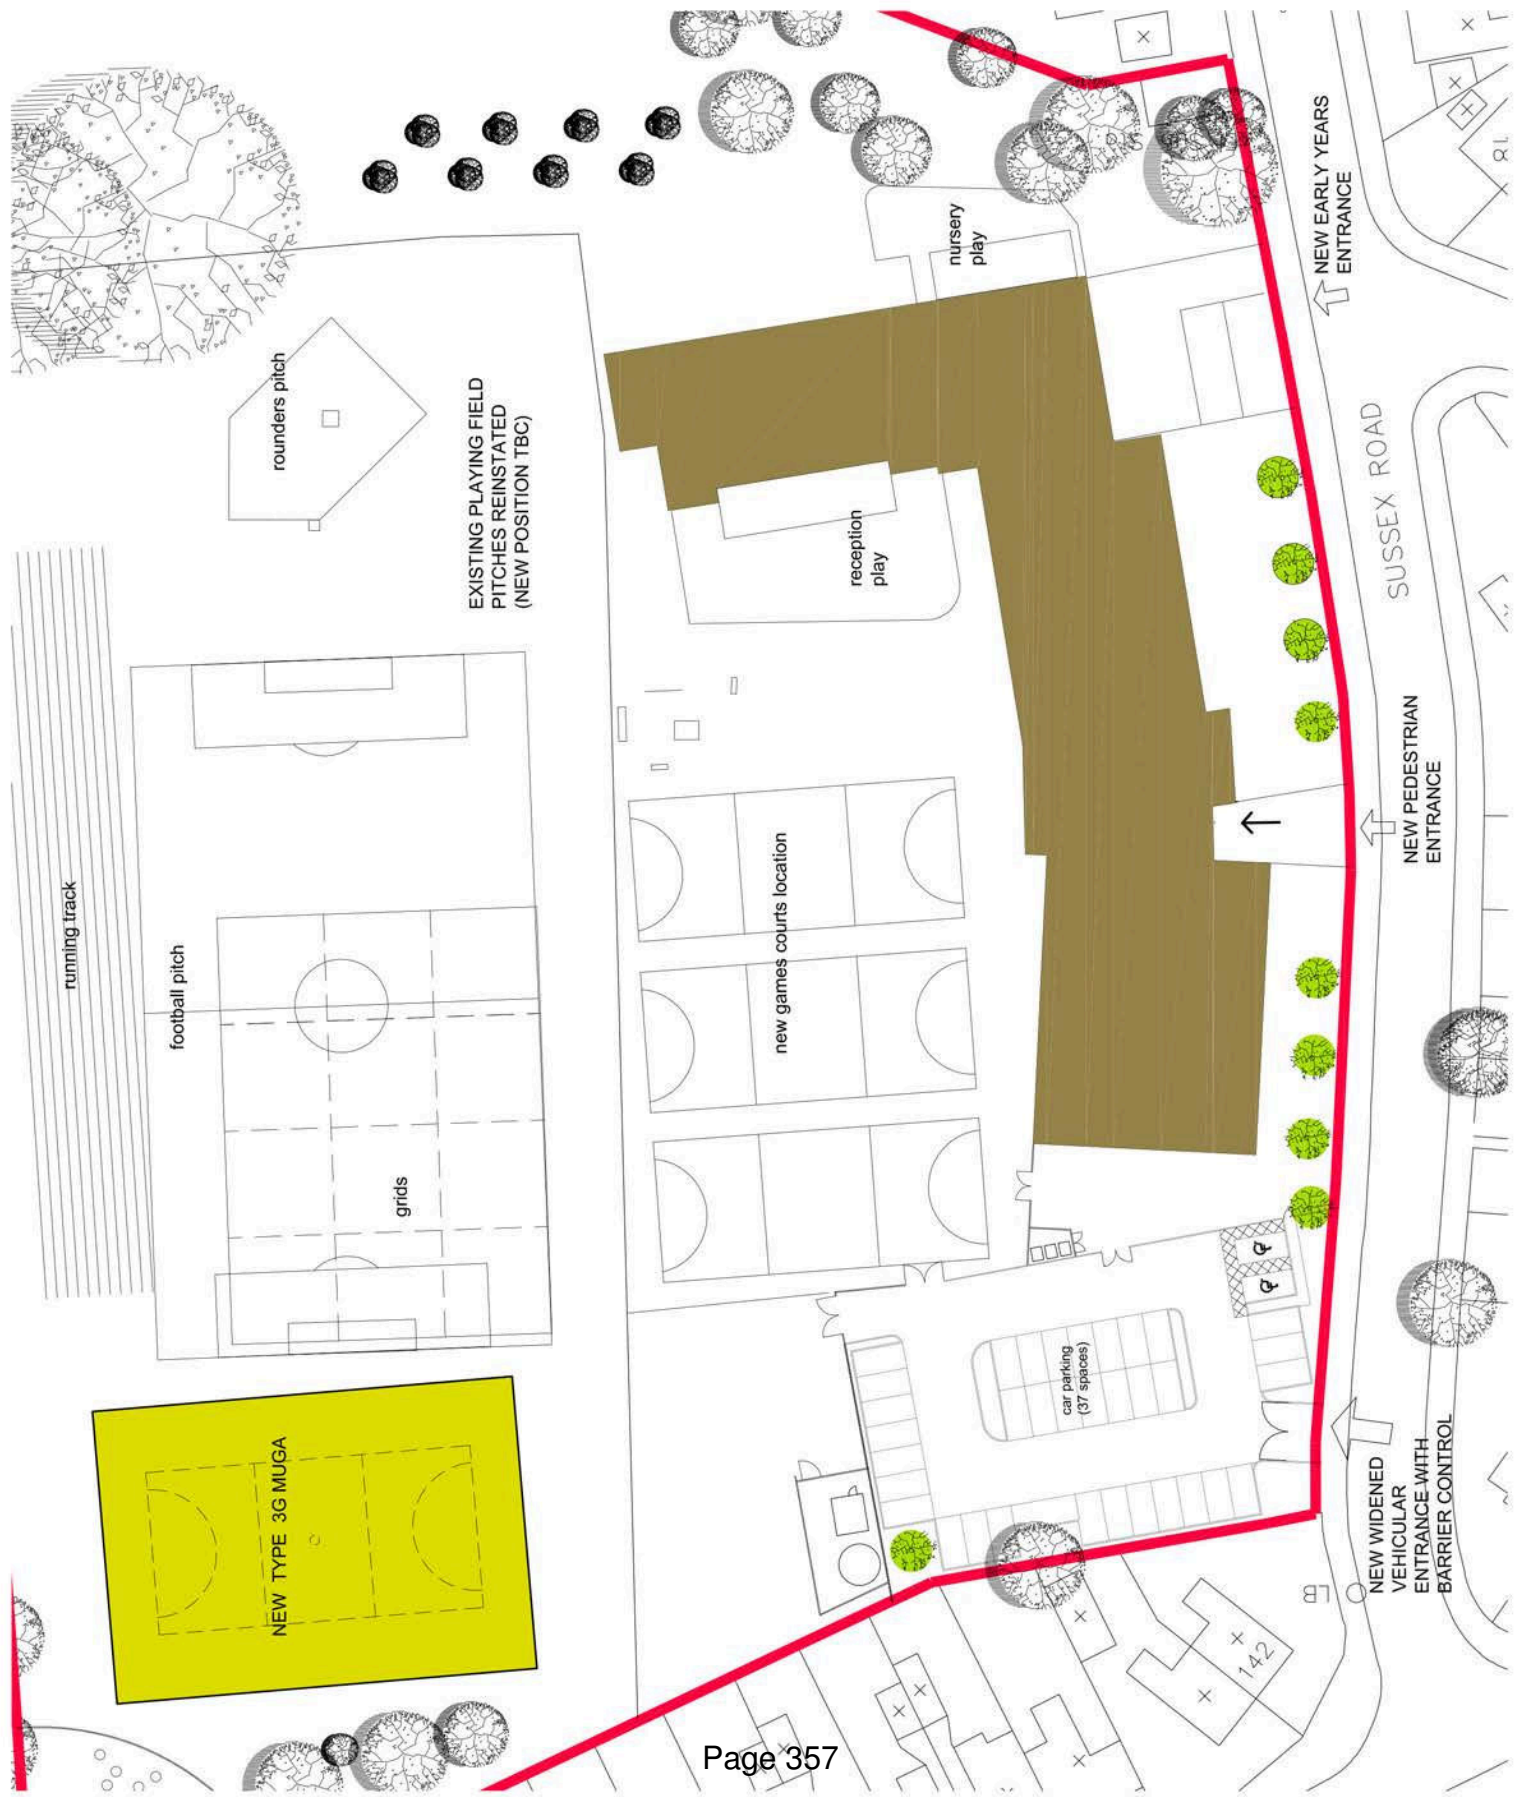 running track
football pitch
grids
rounders pitch
EXISTING PLAYING FIELD
PITCHES REINSTATED
(NEW POSITION TBC)
NEW TYPE 3G MUGA
new games courts location
reception
play
nursery
play
car parking
(37 spaces)
NEW EARLY YEARS
ENTRANCE
SUSSEX ROAD
NEW PEDESTRIAN
ENTRANCE
NEW WIDENED
VEHICULAR
ENTRANCE WITH
BARRIER CONTROL
LB
142
18
Page 357